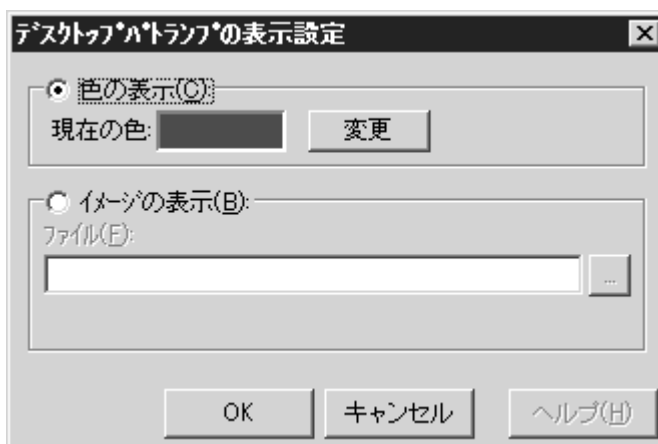 ﾃﾞｽｸﾄｯﾌﾟﾊﾟﾄﾗﾝﾌﾟの表示設定
色の表示(C):
現在の色:
変更
ｲﾒｰｼﾞの表示(B):
ﾌｧｲﾙ(F):
...
OK
キャンセル
ヘルプ(H)